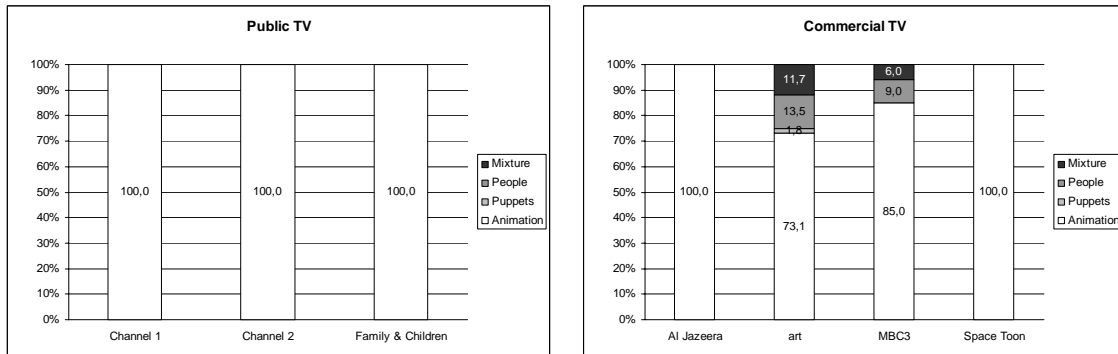 Public TV
100%
90%
80%
70%
60%
50%
40%
30%
20%
10%
0%
100,0
100,0
100,0
Channel 1
Channel 2
Family & Children
Mixture
People
Puppets
Animation
Commercial TV
100%
90%
80%
70%
60%
50%
40%
30%
20%
10%
0%
100,0
11,7
13,5
1,8
73,1
6,0
9,0
85,0
100,0
Al Jazeera
art
MBC3
Space Toon
Mixture
People
Puppets
Animation